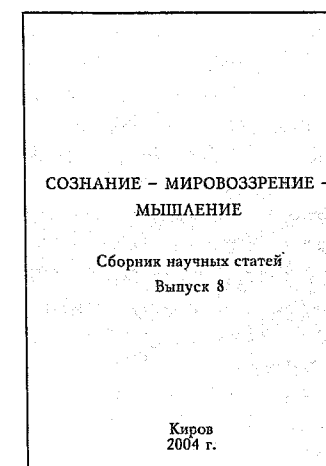 СОЗНАНИЕ – МИРОВОЗЗРЕНИЕ –
МЫШЛЕНИЕ
Сборник научных статей
Выпуск 8
Киров
2004 г.